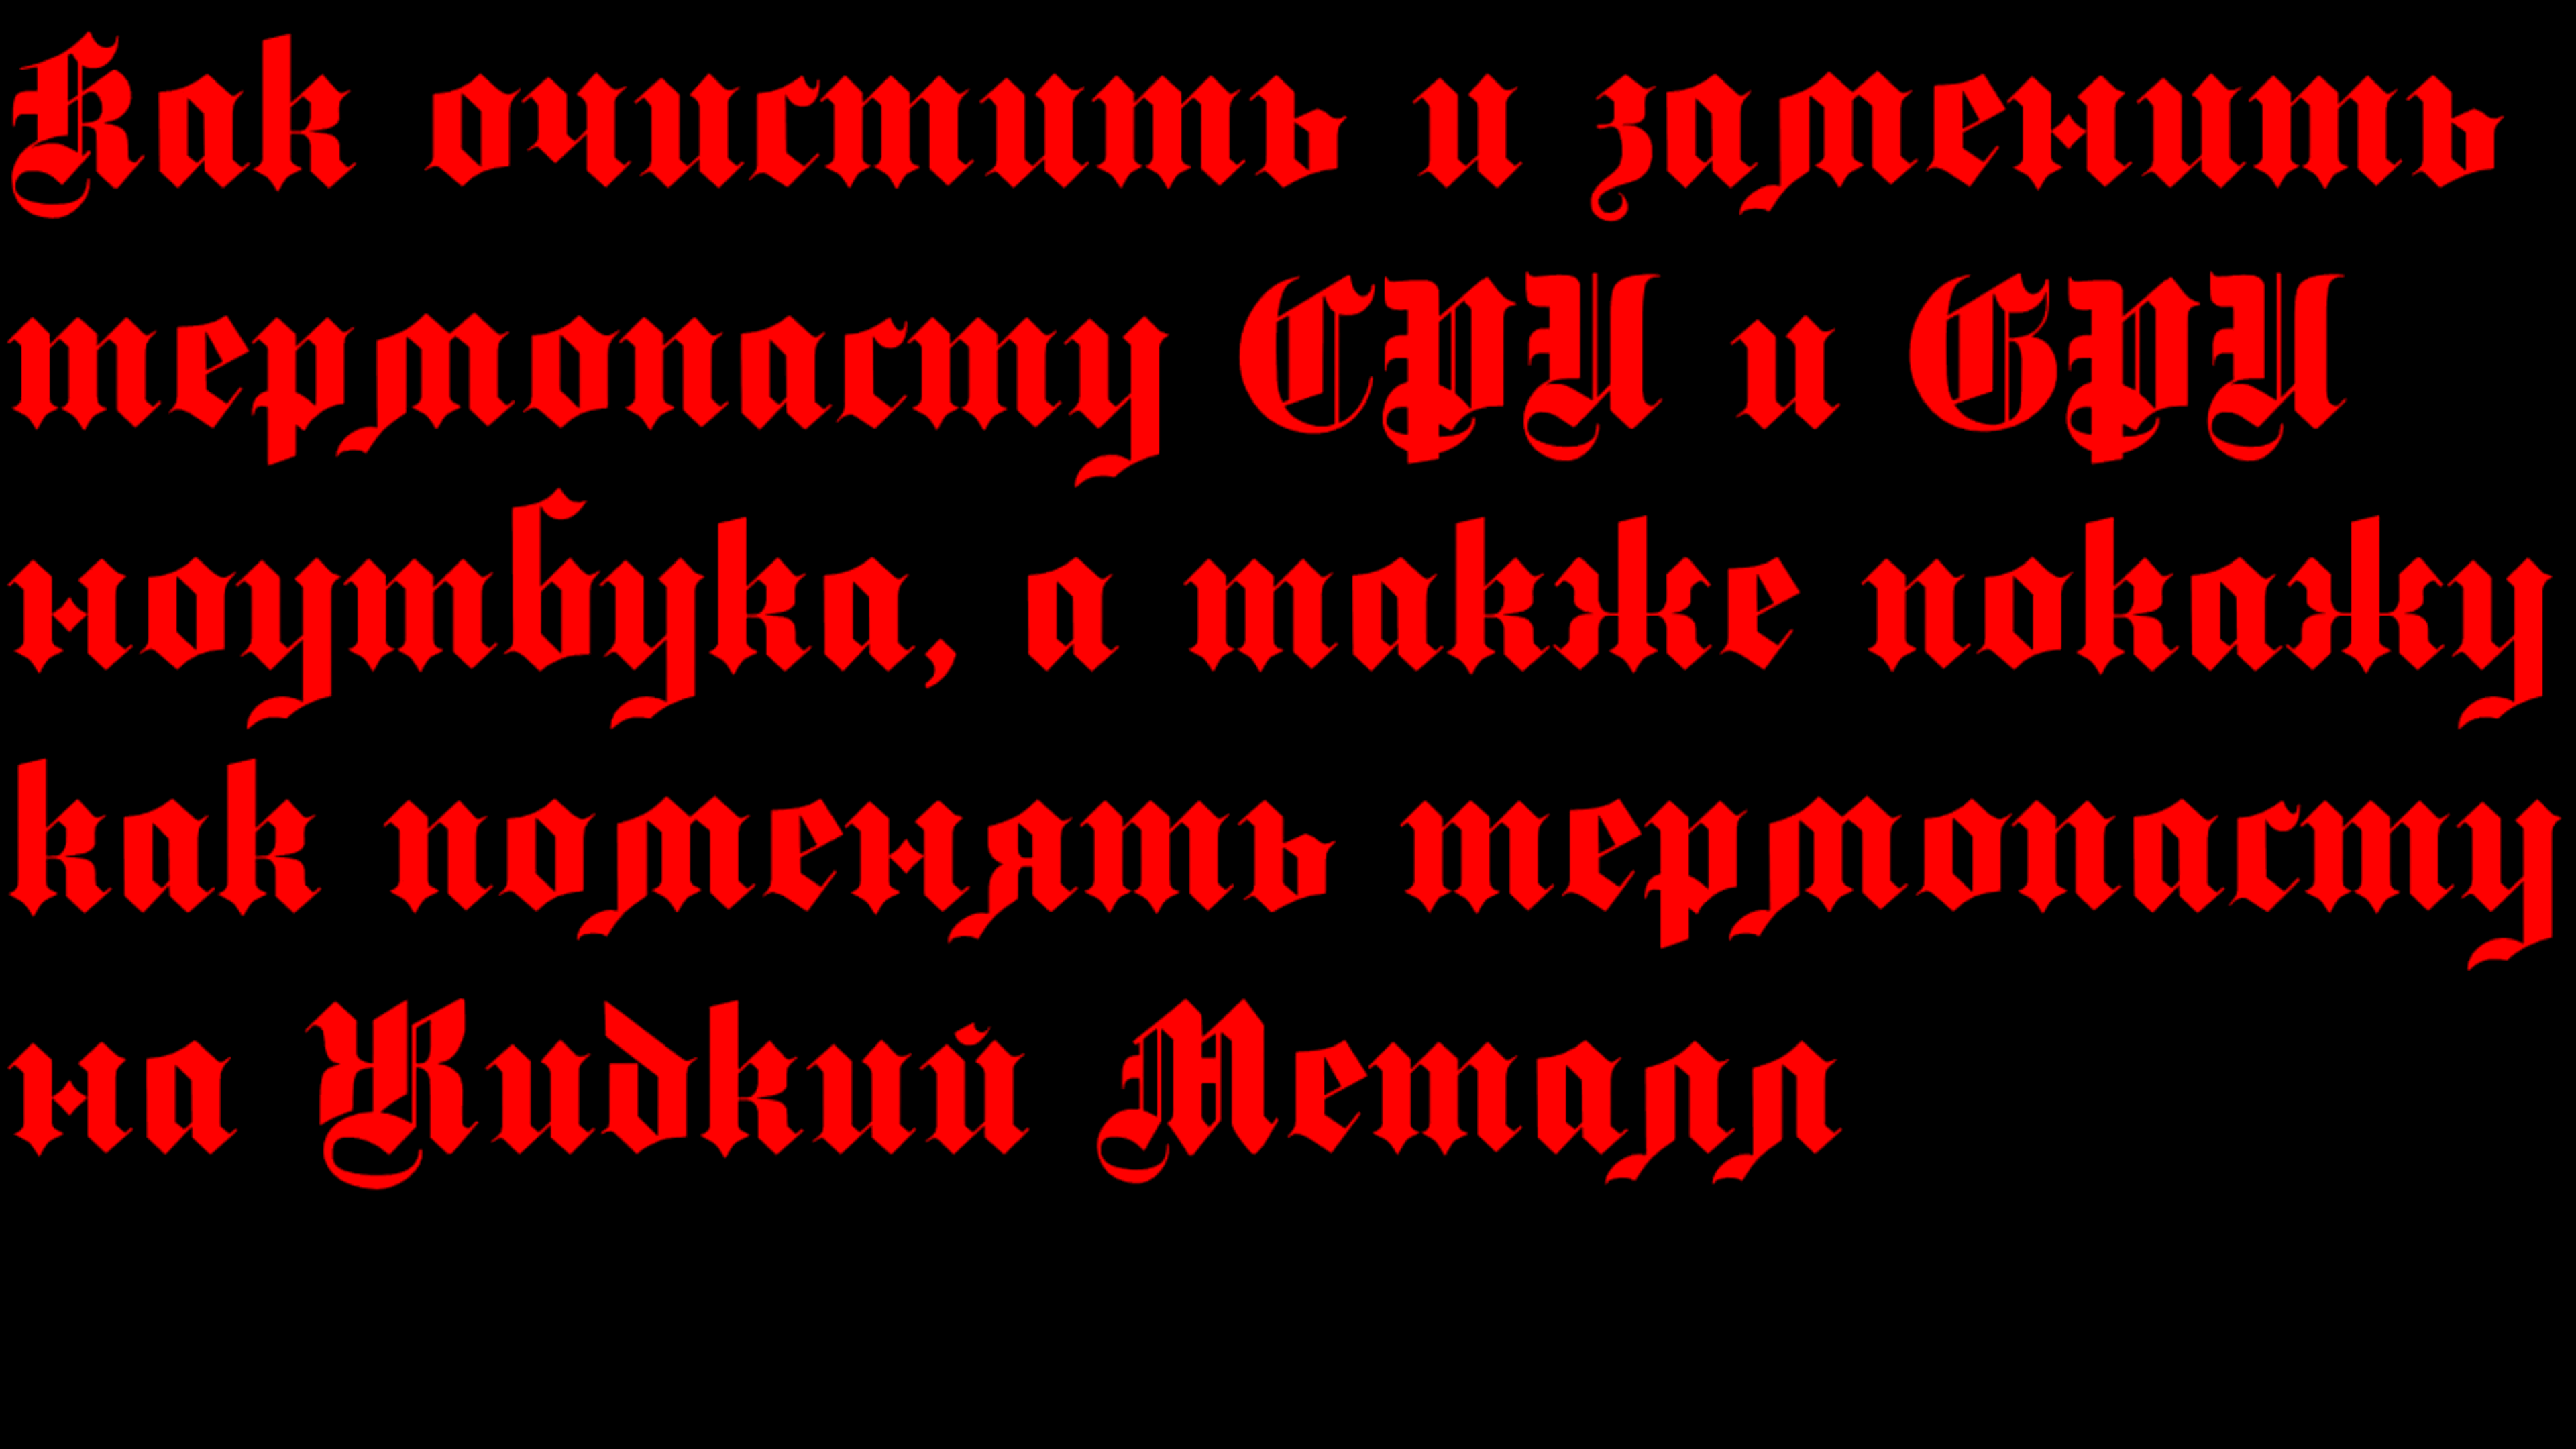 Как очистить и заменить
термопасту CPU и GPU
ноутбука, а также покажу
как поменять термопасту
на Жидкий Металл